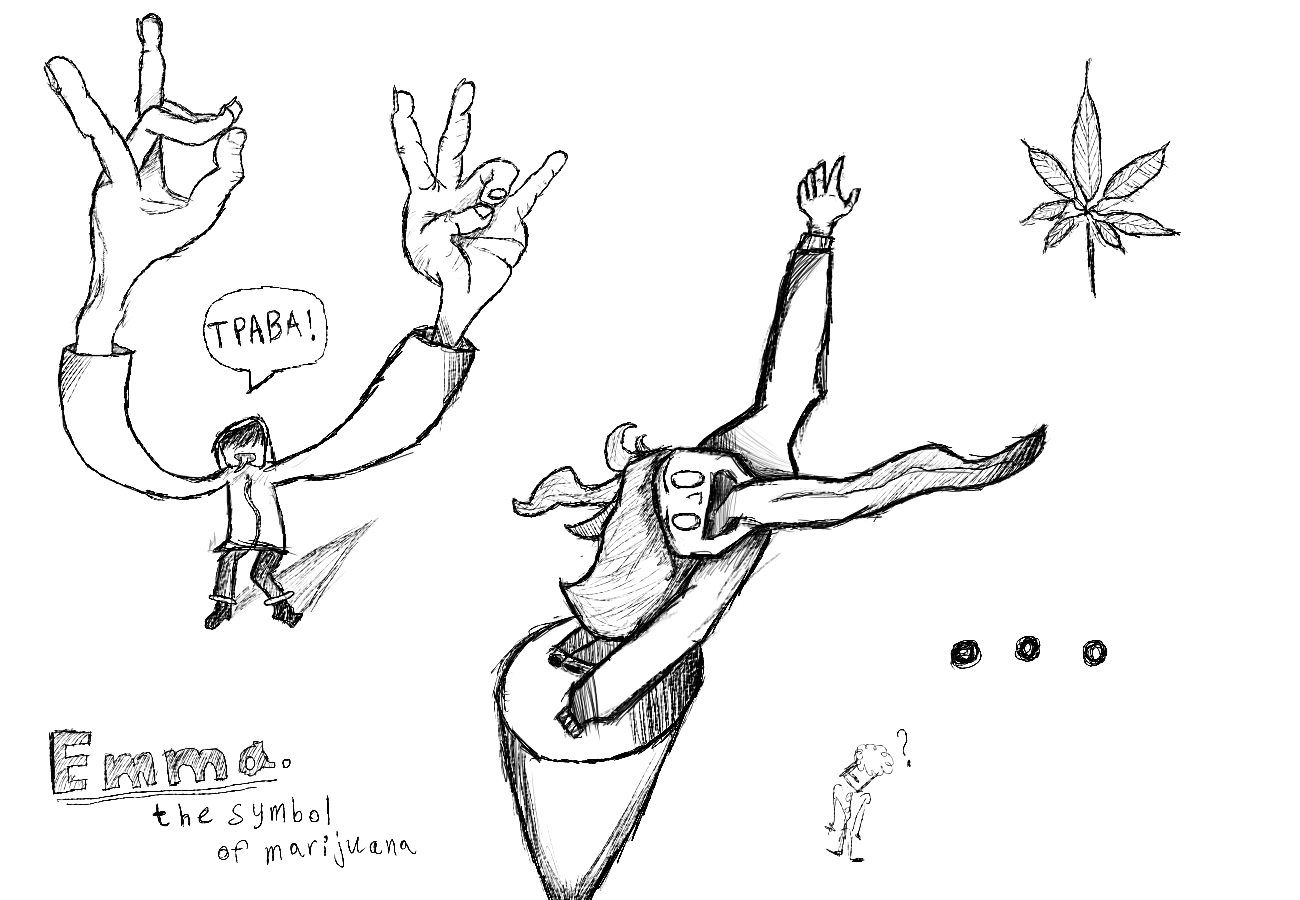 ТРАВА!
Emma.
the symbol
of marijuana
?